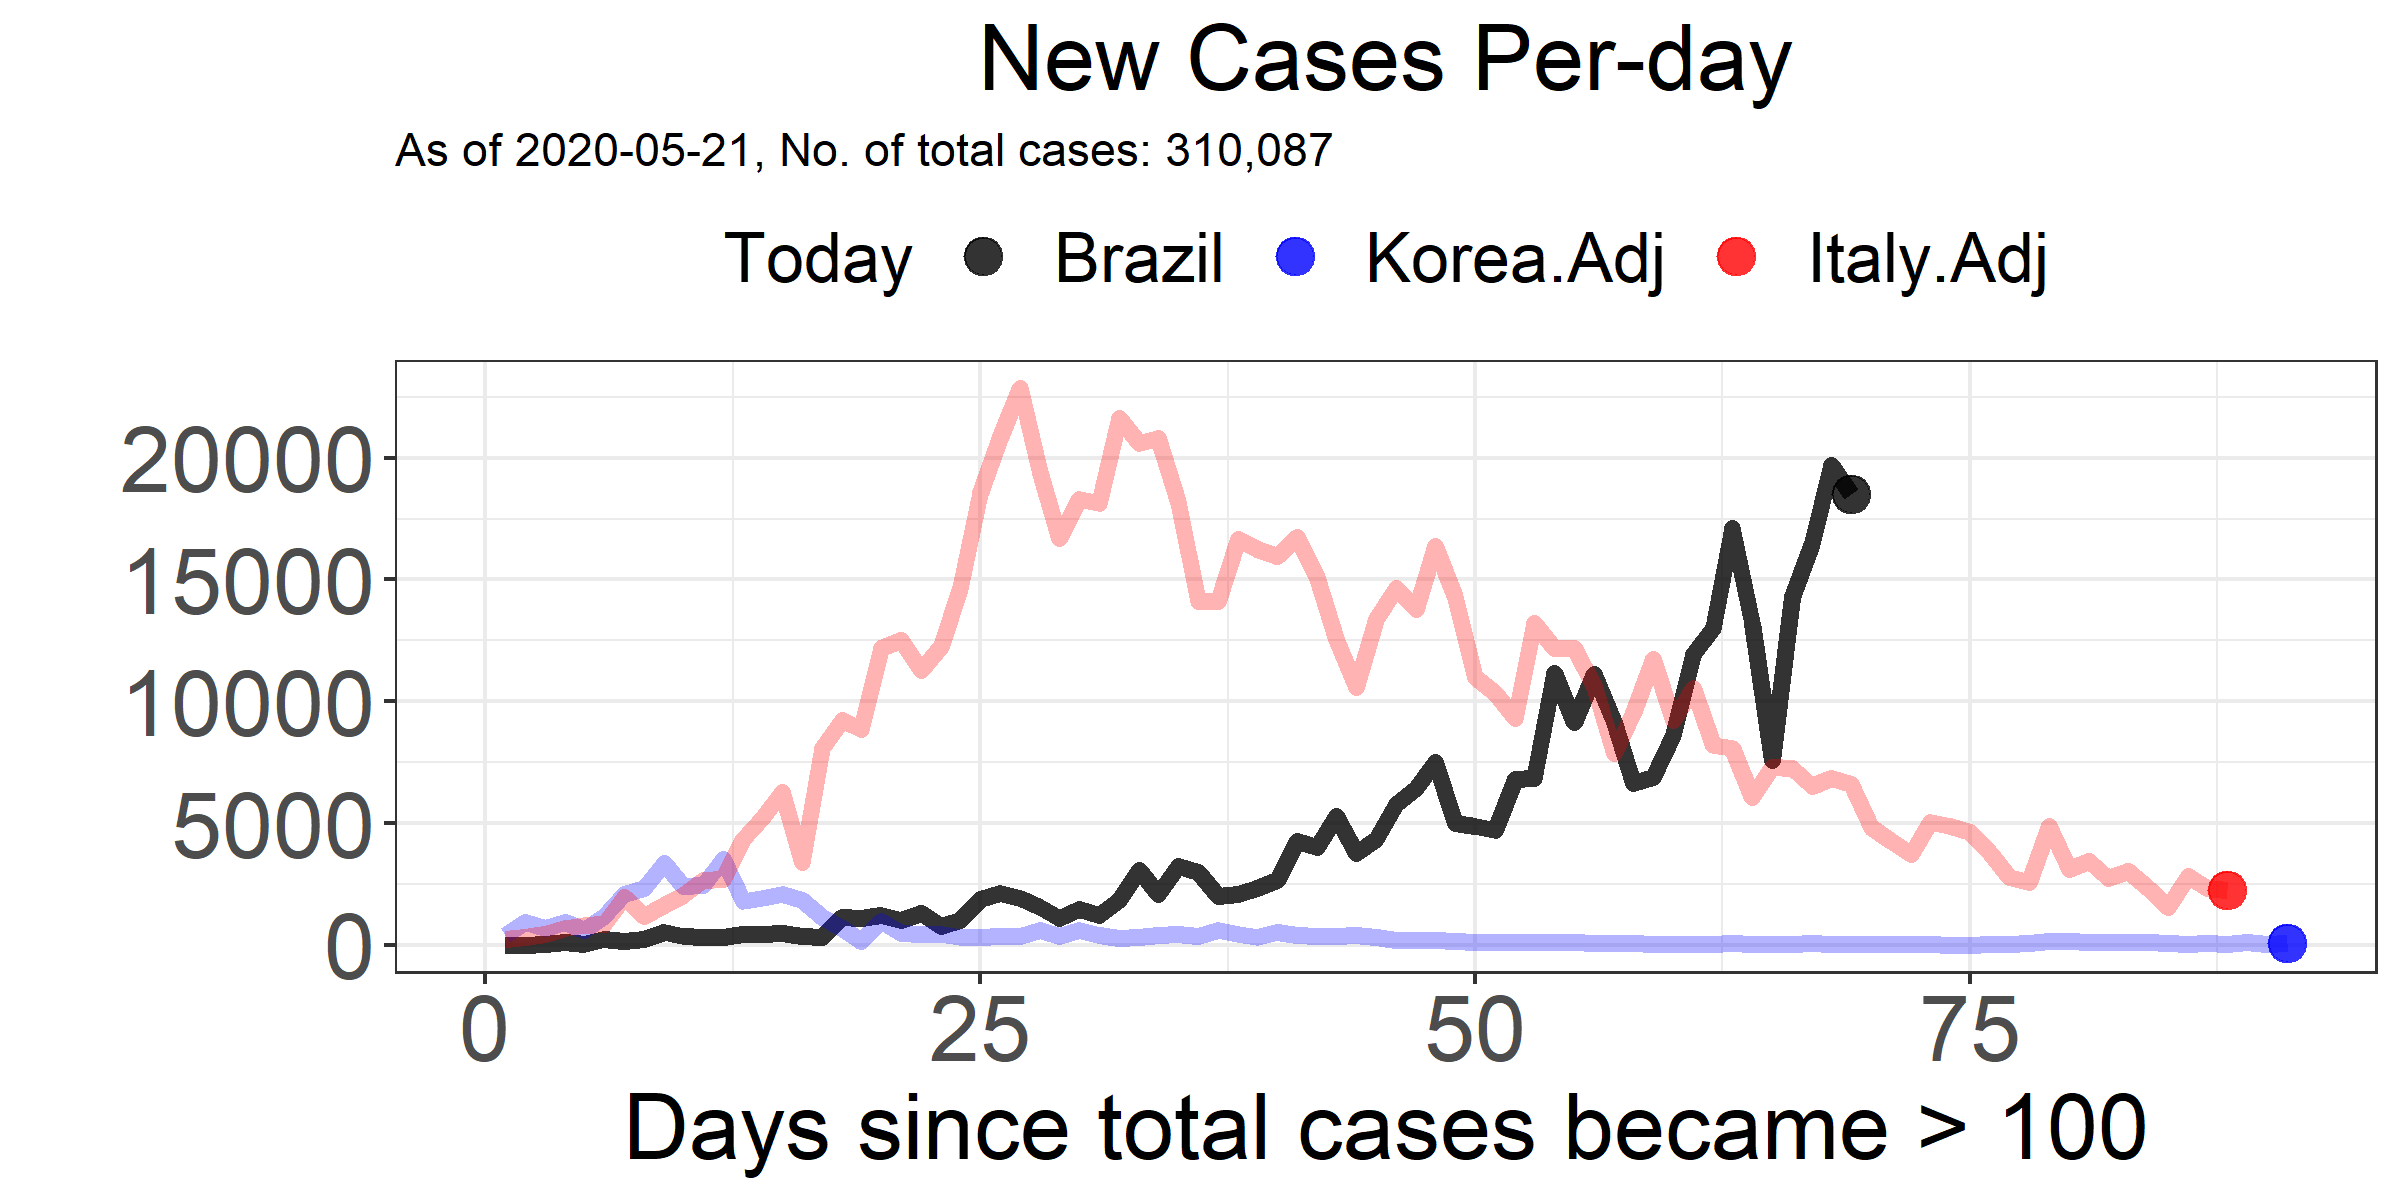 New Cases Per-day
As of 2020-05-21, No. of total cases: 310,087
Today Brazil Korea.Adj Italy.Adj
20000
15000
10000
5000
0
0 25 50 75
Days since total cases became > 100